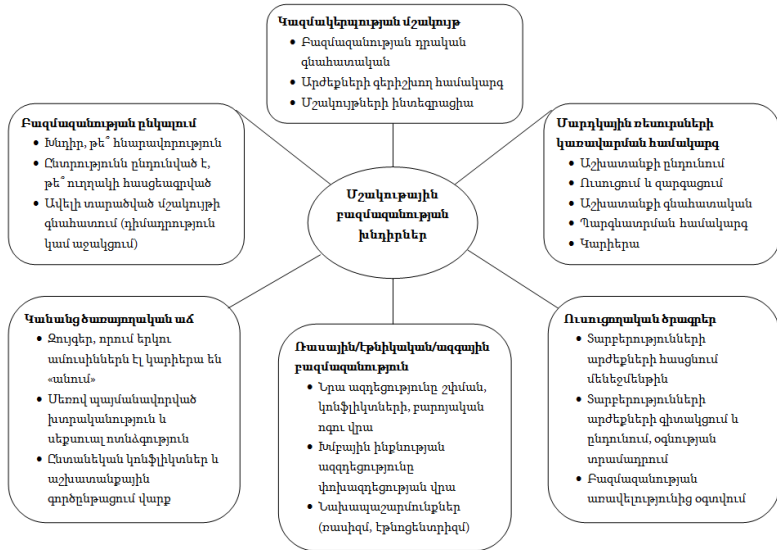 Կազմակերպության մշակույթ
• Բազմազանության դրական
գնահատական
• Արժեքների գերիշխող համակարգ
• Մշակույթների ինտեգրացիա
Բազմազանության ընկալում
• Խնդիր, թե՞ հնարավորություն
• Ընտրությունն ընդունված է,
թե՞ ուղղակի հասցեագրված
• Ավելի տարածված մշակույթի
գնահատում (դիմադրություն
կամ աջակցում)
Մարդկային ռեսուրսների
կառավարման համակարգ
• Աշխատանքի ընդունում
• Ուսուցում և զարգացում
• Աշխատանքի գնահատական
• Պարգևատրման համակարգ
• Կարիերա
Մշակութային
բազմազանության
խնդիրներ
Կանանց ծառայողական աճ
• Զույգեր, որում երկու
ամուսիններն էլ կարիերա են
«անում»
• Սեռով պայմանավորված
խտրականություն և
սեքսուալ ոտնձգություն
• Ընտանեկան կոնֆլիկտներ և
աշխատանքային
գործընթացում վարք
Ռասային/էթնիկական/ազգային
բազմազանություն
• Նրա ազդեցությունը շփման,
կոնֆլիկտների, բարոյական
ոգու վրա
• Խմբային ինքնության
ազգդեցությունը
փոխազդեցության վրա
• Նախապաշարմունքներ
(ռասիզմ, էթնոցենտրիզմ)
Ուսուցողական ծրագրեր
• Տարբերությունների
արժեքների հասցնում
մենեջմենթին
• Տարբերությունների
արժեքների գիտակցում և
ընդունում, օգնության
տրամադրում
• Բազմազանության
առավելությունից օգտվում